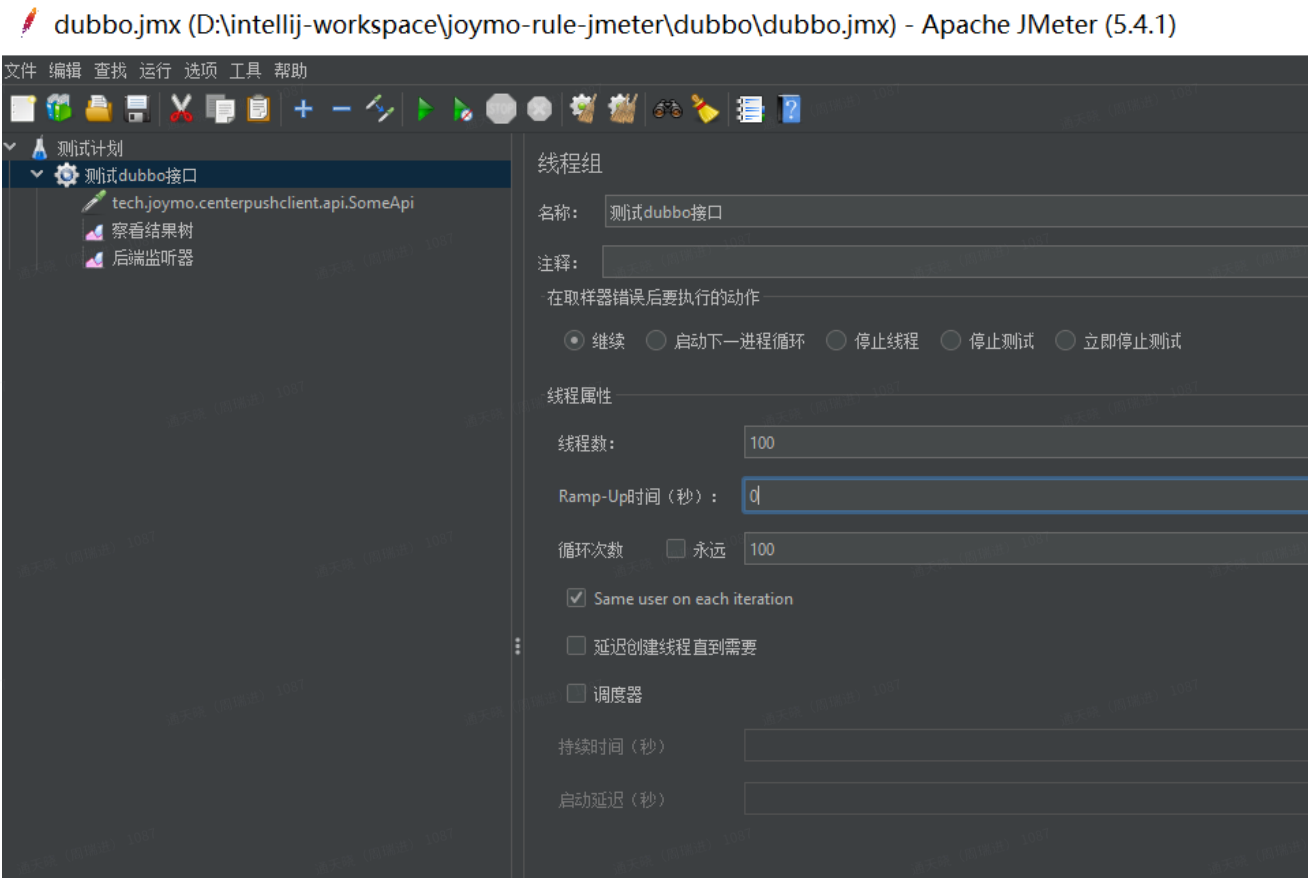 dubbo.jmx (D:\intellij-workspace\joymo-rule-jmeter\dubbo\dubbo.jmx) - Apache JMeter (5.4.1)
文件 编辑 查找 运行 选项 工具 帮助
STOP
测试计划
测试dubbo接口
tech.joymo.centerpushclient.api.SomeApi
察看结果树
后端监听器
线程组
名称： 测试dubbo接口
注释：
在取样器错误后要执行的动作
继续 启动下一进程循环 停止线程 停止测试 立即停止测试
线程属性
线程数： 100
Ramp-Up时间（秒）： 0
循环次数 永远 100
Same user on each iteration
延迟创建线程直到需要
调度器
持续时间（秒）
启动延迟（秒）